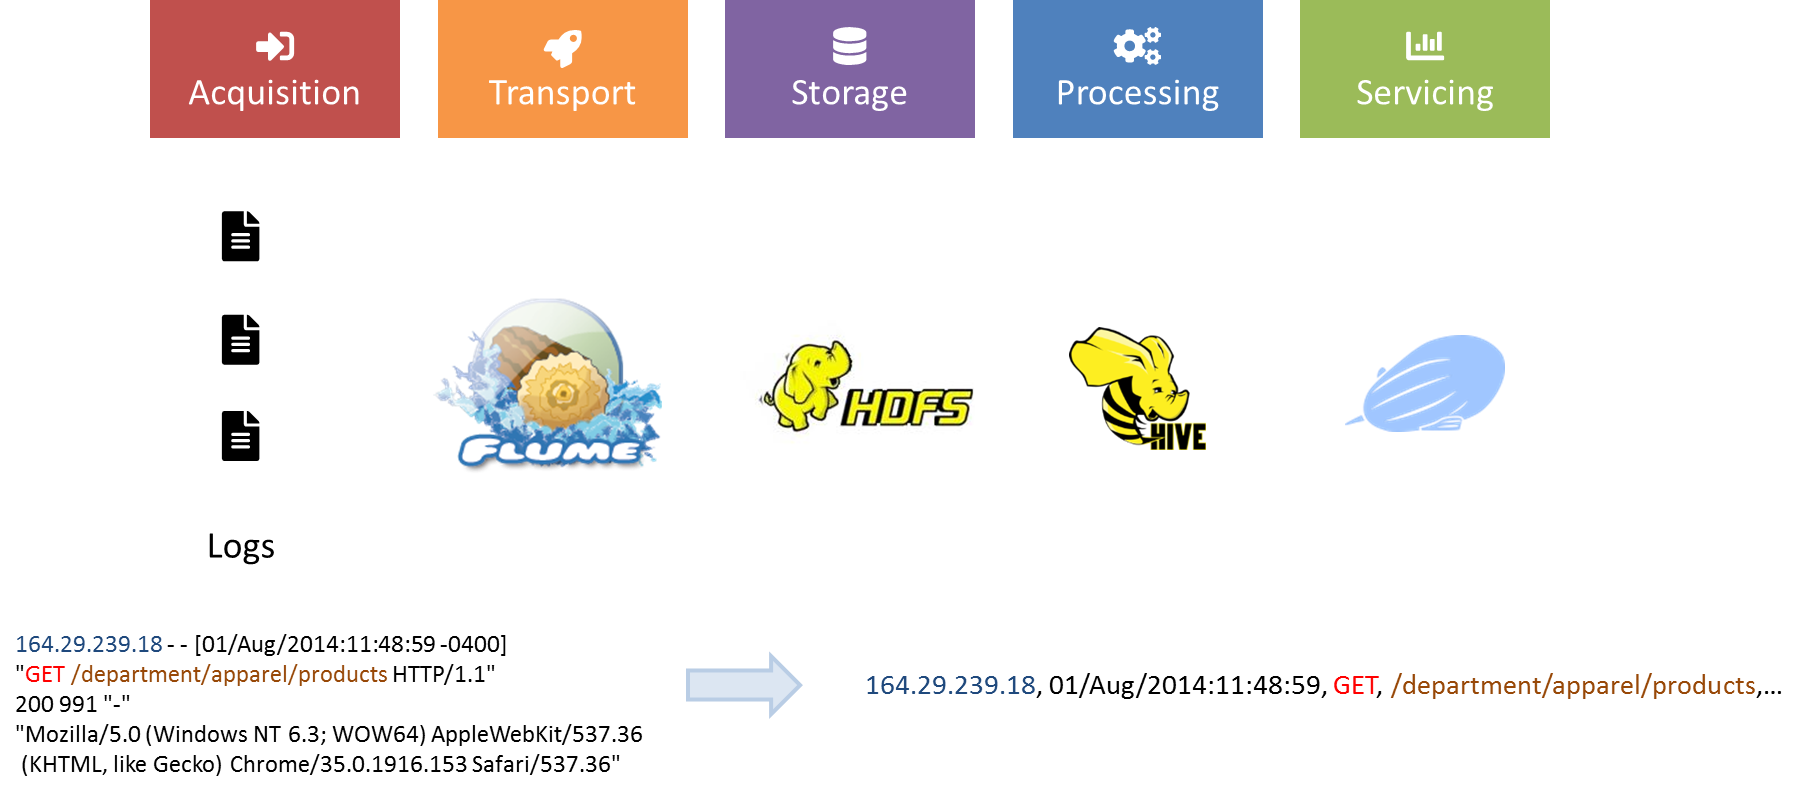 Acquisition
Transport
Storage
Processing
Servicing
FLUME
HDFS
HIVE
Logs
164.29.239.18 - - [01/Aug/2014:11:48:59 -0400]
"GET /department/apparel/products HTTP/1.1"
200 991 "-"
"Mozilla/5.0 (Windows NT 6.3; WOW64) AppleWebKit/537.36
(KHTML, like Gecko) Chrome/35.0.1916.153 Safari/537.36"
164.29.239.18, 01/Aug/2014:11:48:59, GET, /department/apparel/products,...